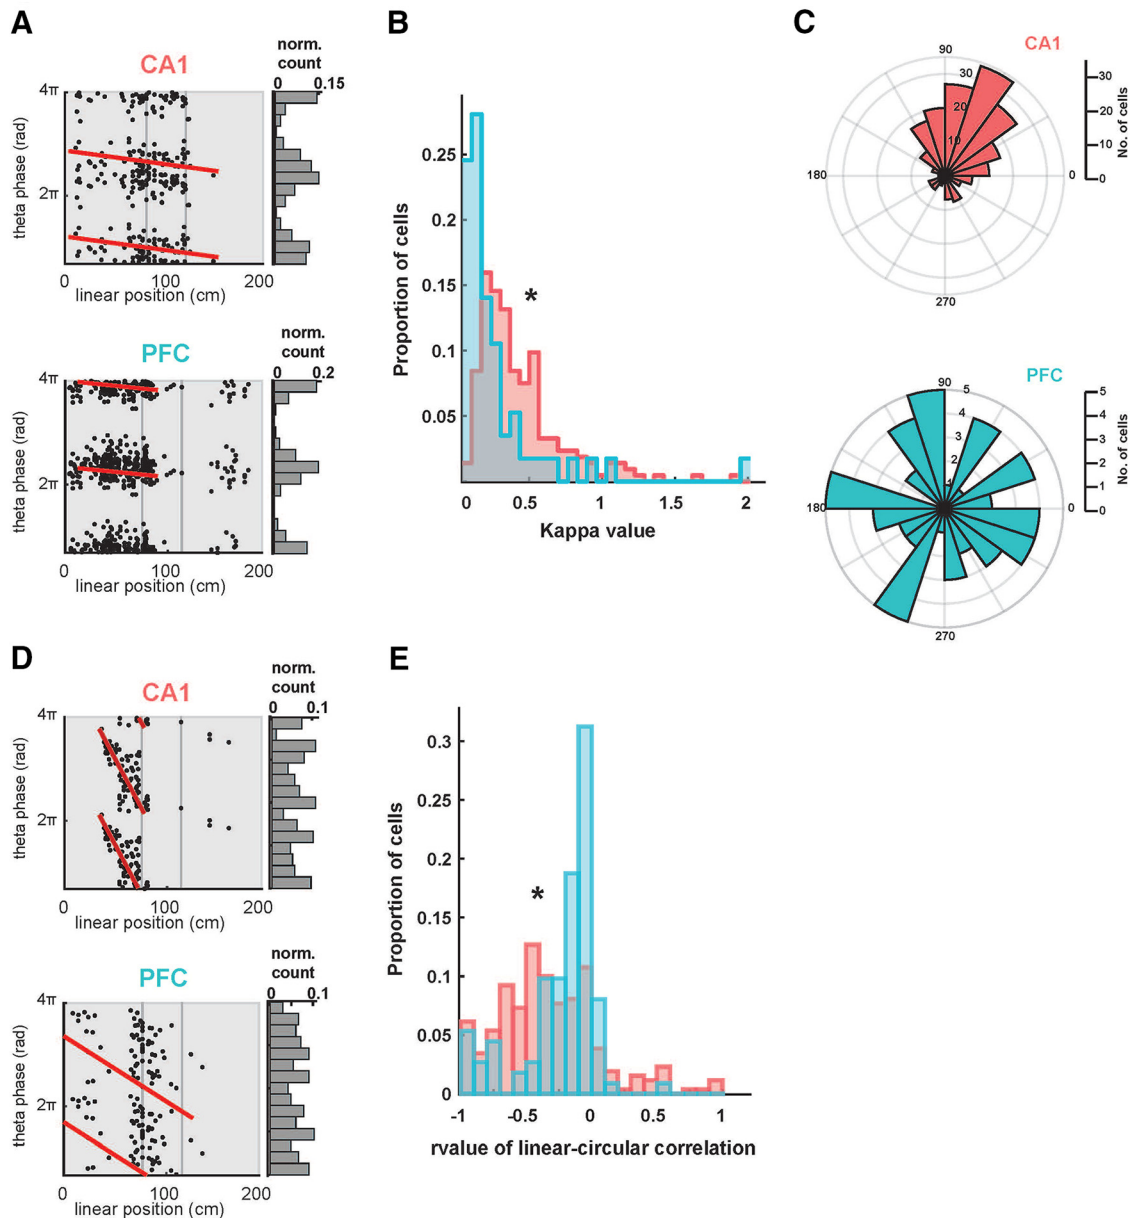 A
CA1
norm.
count
0 0.15
4π
2π
theta phase (rad)
0 100 200
linear position (cm)
PFC
norm.
count
0 0.2
4π
2π
theta phase (rad)
0 100 200
linear position (cm)
B
0.25
0.2
0.15
0.1
0.05
Proportion of cells
*
0 0.5 1 1.5 2
Kappa value
C
CA1
90
30
20
10
180
0
270
30
20
10
0
No. of cells
PFC
90
5
4
3
2
1
180
0
270
5
4
3
2
1
0
No. of cells
D
CA1
norm.
count
0 0.1
4π
2π
theta phase (rad)
0 100 200
linear position (cm)
PFC
norm.
count
0 0.1
4π
2π
theta phase (rad)
0 100 200
linear position (cm)
E
0.3
0.25
0.2
0.15
0.1
0.05
0
Proportion of cells
*
-1 -0.5 0 0.5 1
rvalue of linear-circular correlation